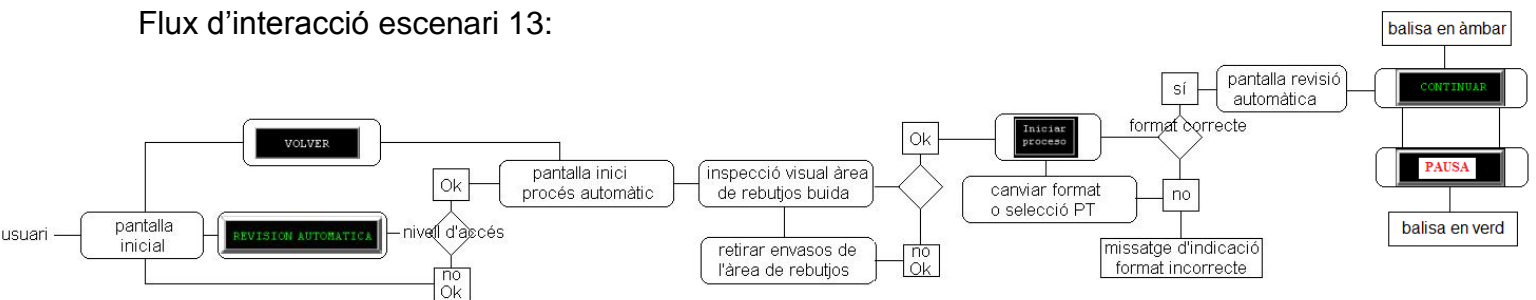 Flux d'interacció escenari 13:
usuari
pantalla
inicial
VOLVER
REVISION AUTOMATICA
nivell d'accés
Ok
no
Ok
pantalla inici
procés automàtic
inspecció visual àrea
de rebutjos buida
retirar envasos de
l'àrea de rebutjos
Ok
no
Ok
Iniciar
proceso
canviar format
o selecció PT
format correcte
sí
no
missatge d'indicació
format incorrecte
pantalla revisió
automàtica
balisa en àmbar
CONTINUAR
PAUSA
balisa en verd